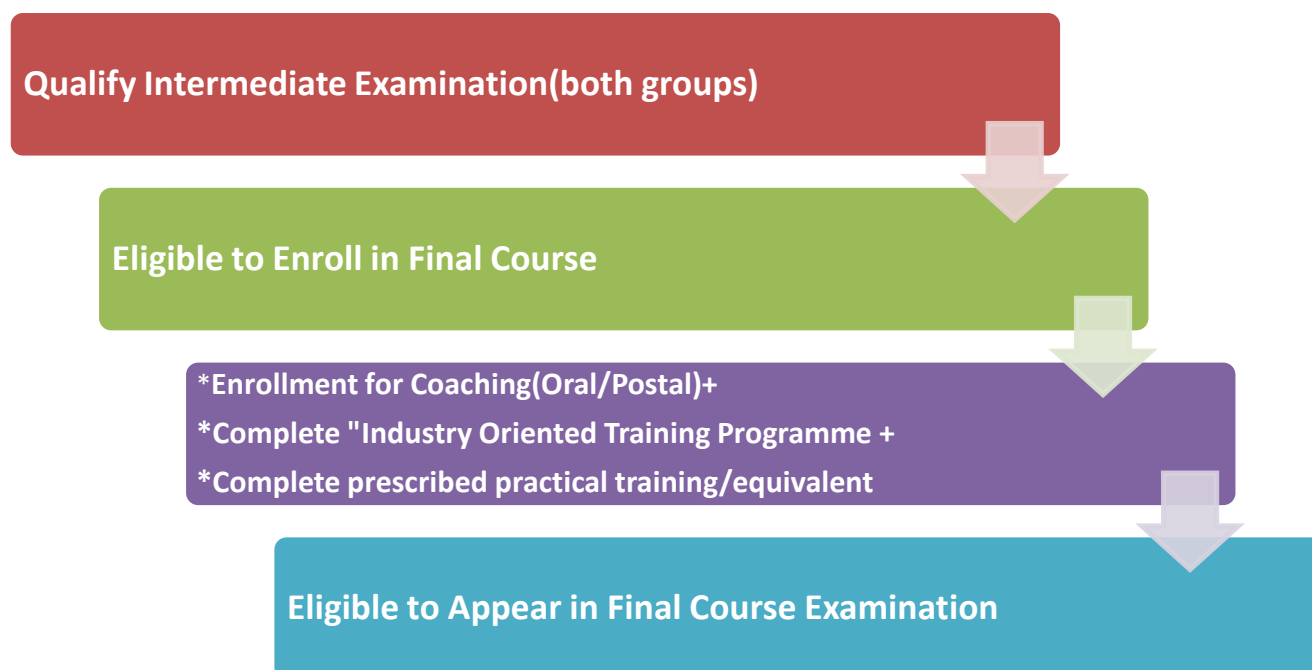 Qualify Intermediate Examination(both groups)
Eligible to Enroll in Final Course
*Enrollment for Coaching(Oral/Postal)+
*Complete "Industry Oriented Training Programme +
*Complete prescribed practical training/equivalent
Eligible to Appear in Final Course Examination